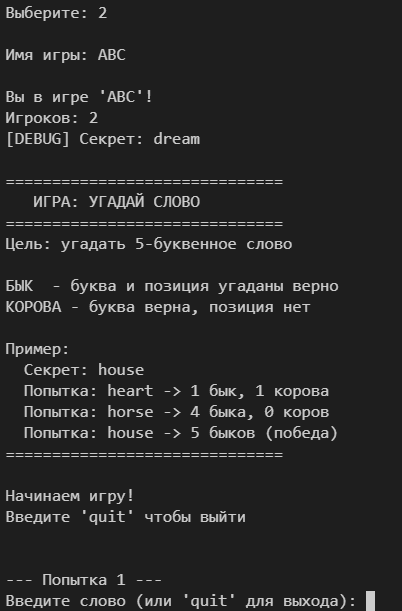 Выберите: 2
Имя игры: ABC
Вы в игре 'ABC'!
Игроков: 2
[DEBUG] Секрет: dream
==============================
   ИГРА: УГАДАЙ СЛОВО
==============================
Цель: угадать 5-буквенное слово
БЫК  - буква и позиция угаданы верно
КОРОВА - буква верна, позиция нет
Пример:
  Секрет: house
  Попытка: heart -> 1 бык, 1 корова
  Попытка: horse -> 4 быка, 0 коров
  Попытка: house -> 5 быков (победа)
==============================
Начинаем игру!
Введите 'quit' чтобы выйти
--- Попытка 1 ---
Введите слово (или 'quit' для выхода):